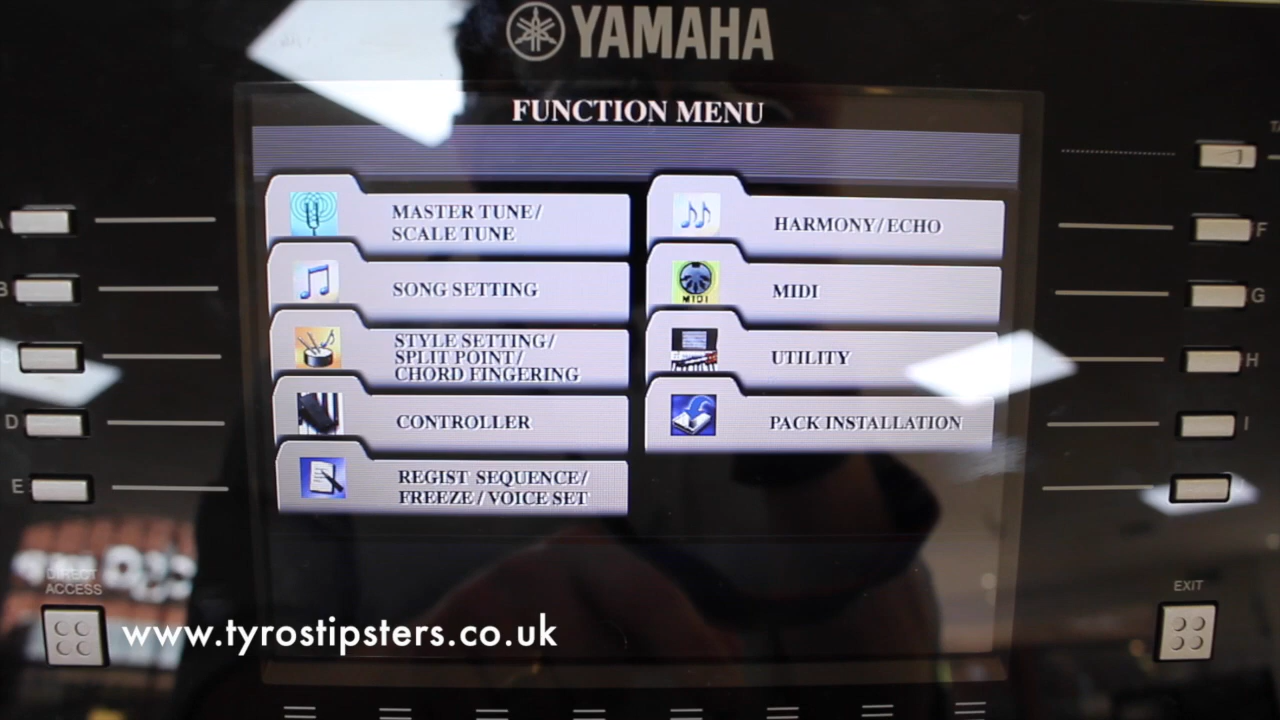 YAMAHA
FUNCTION MENU
MASTER TUNE/
SCALE TUNE
SONG SETTING
STYLE SETTING/
SPLIT POINT/
CHORD FINGERING
CONTROLLER
REGIST SEQUENCE/
FREEZE/VOICE SET
HARMONY/ECHO
MIDI
MIDI
UTILITY
PACK INSTALLATION
B
D
E
F
G
H
I
DIRECT
ACCESS
EXIT
www.tyrostipsters.co.uk